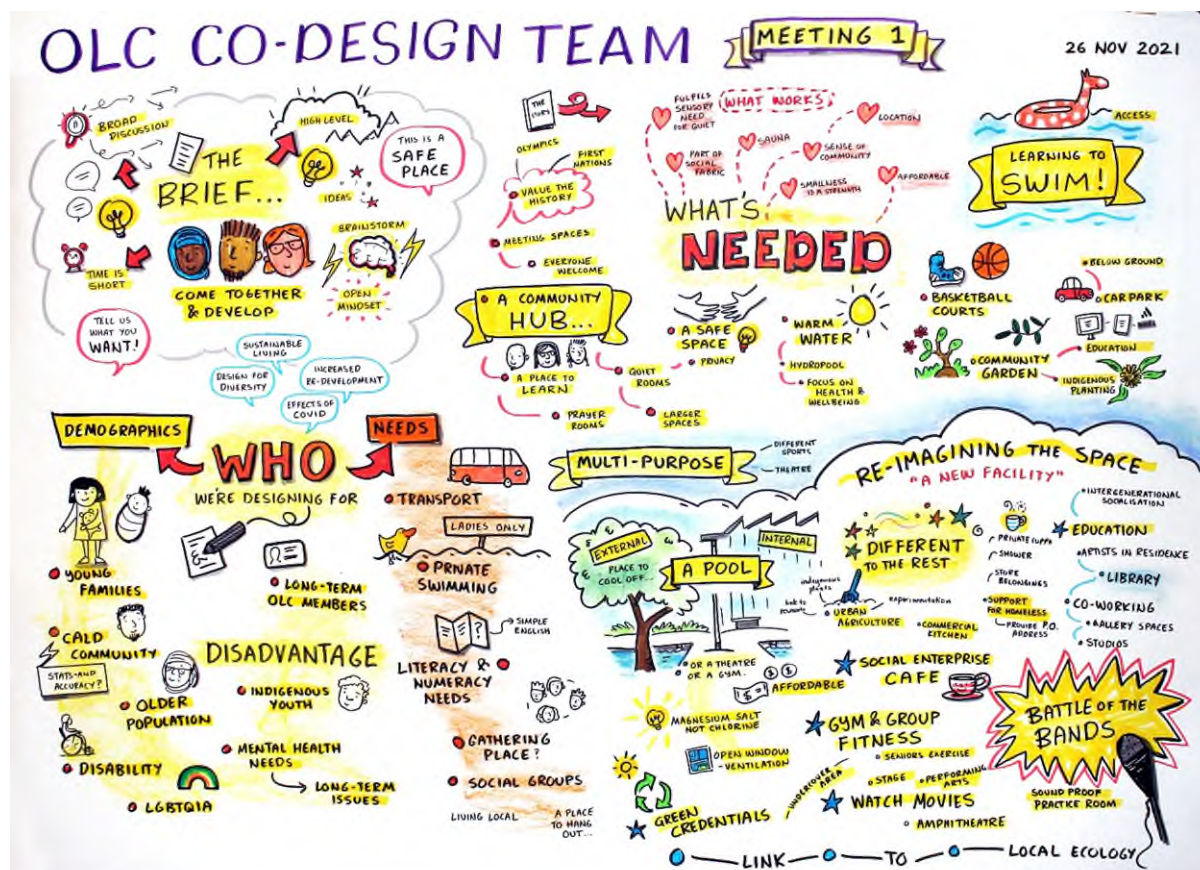 OLC CO-DESIGN TEAM
MEETING 1
26 NOV 2021
BROAD
DISCUSSION
HIGH LEVEL
THE
BRIEF...
THIS IS A
SAFE
PLACE
IDEAS
BRAINSTORM
OPEN
MINDSET
TIME IS
SHORT
COME TOGETHER
& DEVELOP
TELL US
WHAT YOU
WANT!
SUSTAINABLE
LIVING
DESIGN FOR
DIVERSITY
INCREASED
RE-DEVELOPMENT
EFFECTS OF
COVID
THE
STORY
OLYMPICS
FIRST
NATIONS
VALUE THE
HISTORY
MEETING SPACES
EVERYONE
WELCOME
A COMMUNITY
HUB...
A PLACE TO
LEARN
PRAYER
ROOMS
QUIET
ROOMS
LARGER
SPACES
WHAT WORKS
FULFILS
SENSORY
NEED
FOR QUIET
PART OF
SOCIAL
FABRIC
SAUNA
SMALLNESS
IS A STRENGTH
SENSE OF
COMMUNITY
LOCATION
AFFORDABLE
WHAT'S
NEEDED
A SAFE
SPACE
PRIVACY
WARM
WATER
HYDROPOOL
FOCUS ON
HEALTH &
WELLBEING
ACCESS
LEARNING TO
SWIM!
BASKETBALL
COURTS
BELOW GROUND
CARPARK
COMMUNITY
GARDEN
EDUCATION
INDIGENOUS
PLANTING
DEMOGRAPHICS
NEEDS
WHO
WE'RE DESIGNING FOR
YOUNG
FAMILIES
LONG-TERM
OLC MEMBERS
CALD
COMMUNITY
STATS-AND
ACCURACY?
OLDER
POPULATION
DISABILITY
LGBTQIA
DISADVANTAGE
INDIGENOUS
YOUTH
MENTAL HEALTH
NEEDS
LONG-TERM
ISSUES
TRANSPORT
LADIES ONLY
PRIVATE
SWIMMING
SIMPLE
ENGLISH
?
LITERACY &
NUMERACY
NEEDS
GATHERING
PLACE?
SOCIAL GROUPS
LIVING LOCAL
A PLACE
TO HANG
OUT...
MULTI-PURPOSE
DIFFERENT
SPORTS
THEATRE
EXTERNAL
PLACE TO
COOL OFF...
INTERNAL
A POOL
OR A THEATRE
OR A GYM.
$ $
$
AFFORDABLE
MAGNESIUM SALT
NOT CHLORINE
OPEN WINDOW
-VENTILATION
GREEN
CREDENTIALS
RE-IMAGINING THE SPACE
"A NEW FACILITY"
DIFFERENT
TO THE REST
indigenous
plants
URBAN
AGRICULTURE
experimentation
COMMERCIAL
KITCHEN
PRIVATE CUPPA
SHOWER
STORE
BELONGINGS
SUPPORT
FOR HOMELESS
PROVIDE P.O.
ADDRESS
INTERGENERATIONAL
SOCIALISATION
EDUCATION
ARTISTS IN RESIDENCE
LIBRARY
CO-WORKING
GALLERY SPACES
STUDIOS
SOCIAL ENTERPRISE
CAFE
GYM & GROUP
FITNESS
SENIORS EXERCISE
UNDERCOVER
AREA
STAGE
PERFORMING
ARTS
WATCH MOVIES
AMPHITHEATRE
BATTLE OF THE
BANDS
SOUND PROOF
PRACTICE ROOM
LINK TO LOCAL ECOLOGY